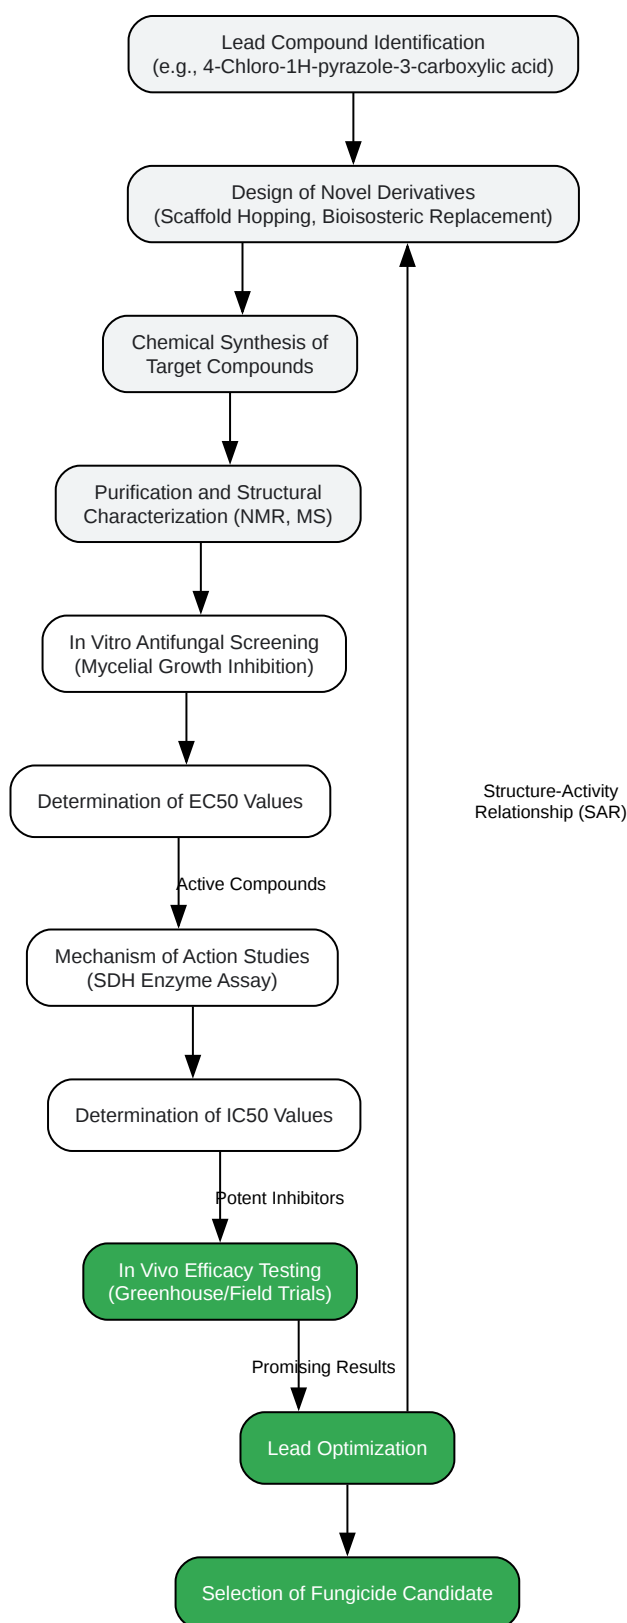 Lead Compound Identification
(e.g., 4-Chloro-1H-pyrazole-3-carboxylic acid)
Design of Novel Derivatives
(Scaffold Hopping, Bioisosteric Replacement)
Chemical Synthesis of
Target Compounds
Purification and Structural
Characterization (NMR, MS)
In Vitro Antifungal Screening
(Mycelial Growth Inhibition)
Determination of EC50 Values
Structure-Activity
Relationship (SAR)
Active Compounds
Mechanism of Action Studies
(SDH Enzyme Assay)
Determination of IC50 Values
Potent Inhibitors
In Vivo Efficacy Testing
(Greenhouse/Field Trials)
Promising Results
Lead Optimization
Selection of Fungicide Candidate